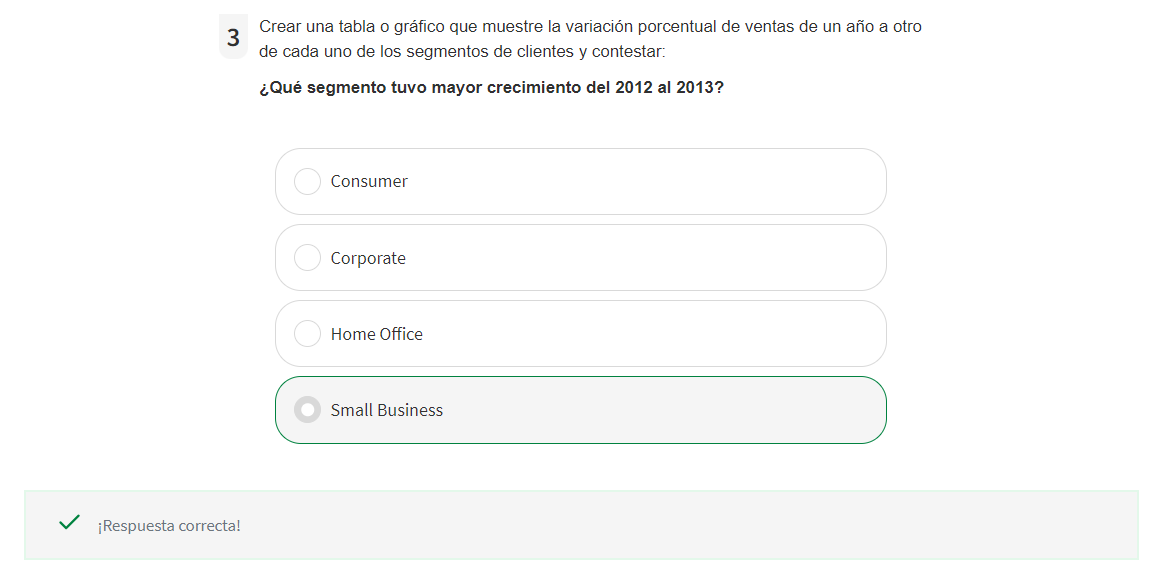 3
Crear una tabla o gráfico que muestre la variación porcentual de ventas de un año a otro
de cada uno de los segmentos de clientes y contestar:
¿Qué segmento tuvo mayor crecimiento del 2012 al 2013?
Consumer
Corporate
Home Office
Small Business
¡Respuesta correcta!